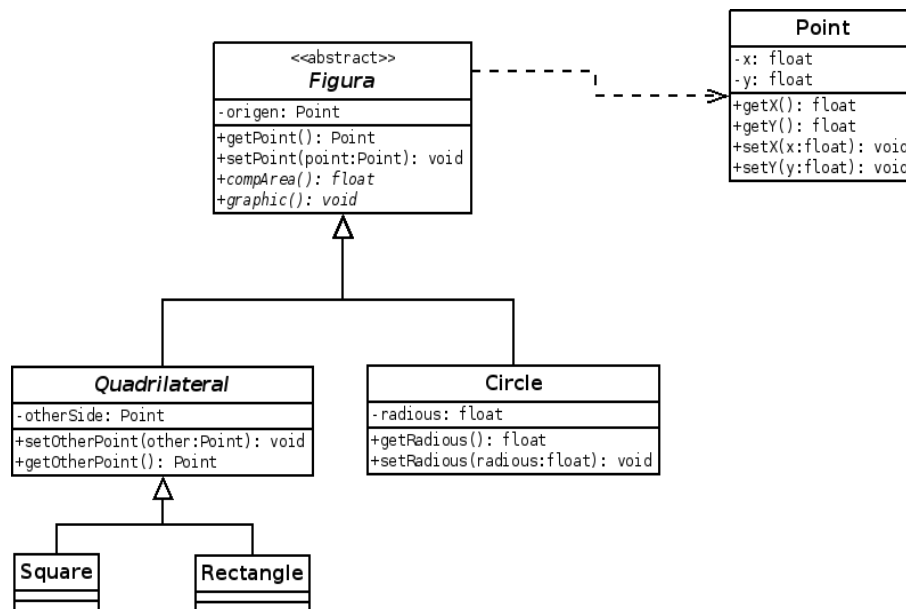 <<abstract>>
Figura
-origen: Point
+getPoint(): Point
+setPoint(point:Point): void
+compArea(): float
+graphic(): void
Point
-x: float
-y: float
+getX(): float
+getY(): float
+setX(x:float): void
+setY(y:float): void
Quadrilateral
-otherSide: Point
+setOtherPoint(other:Point): void
+getOtherPoint(): Point
Circle
-radious: float
+getRadious(): float
+setRadious(radious:float): void
Square
Rectangle